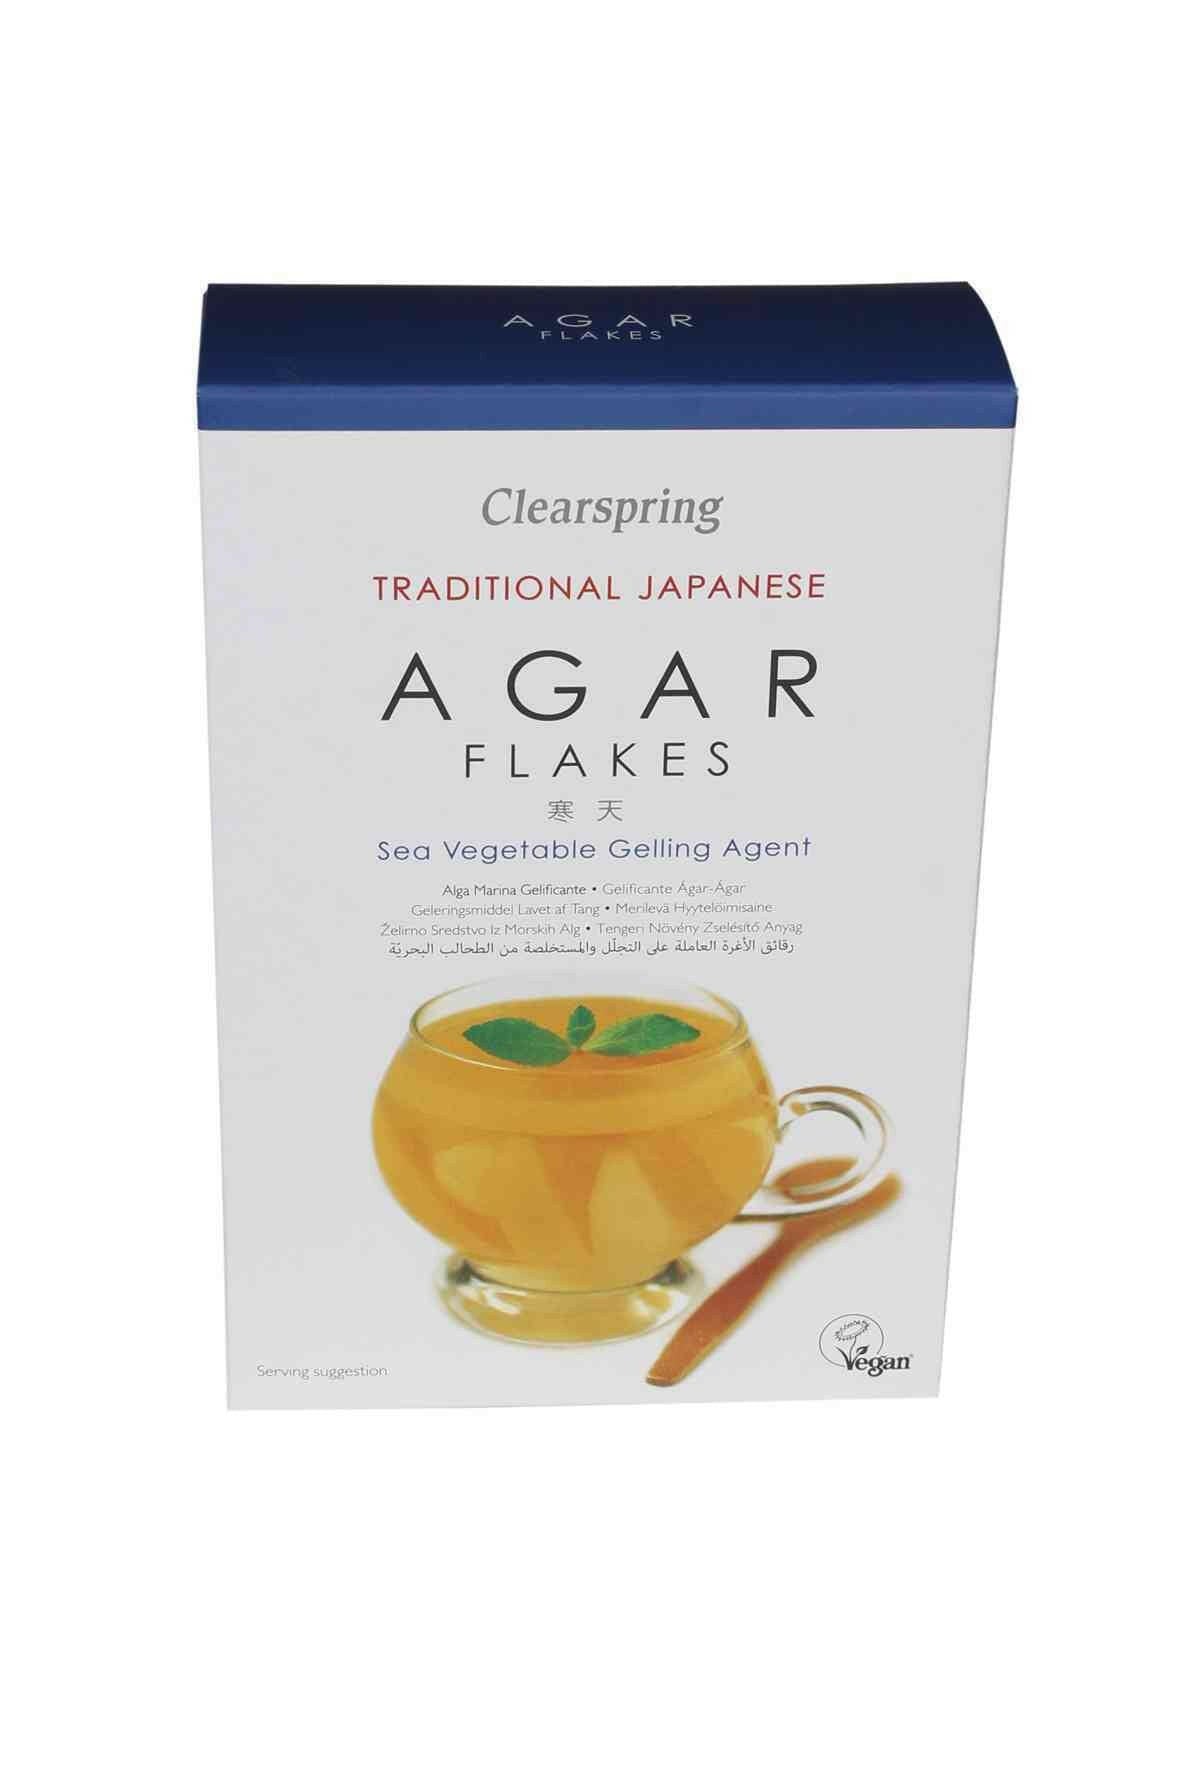 AGAR
FLAKES
Clearspring
TRADITIONAL JAPANESE
AGAR
FLAKES
寒天
Sea Vegetable Gelling Agent
Alga Marina Gelificante • Gelificante Ágar-Ágar
Geleringsmiddel Lavet af Tang • Merilevä Hyytelöimisaine
Želirno Sredstvo Iz Morskih Alg • Tengeri Növény Zselésítő Anyag
رقائق الأغرة العاملة على التجلّل والمستخلصة من الطحالب البحريّة
Serving suggestion
Vegan